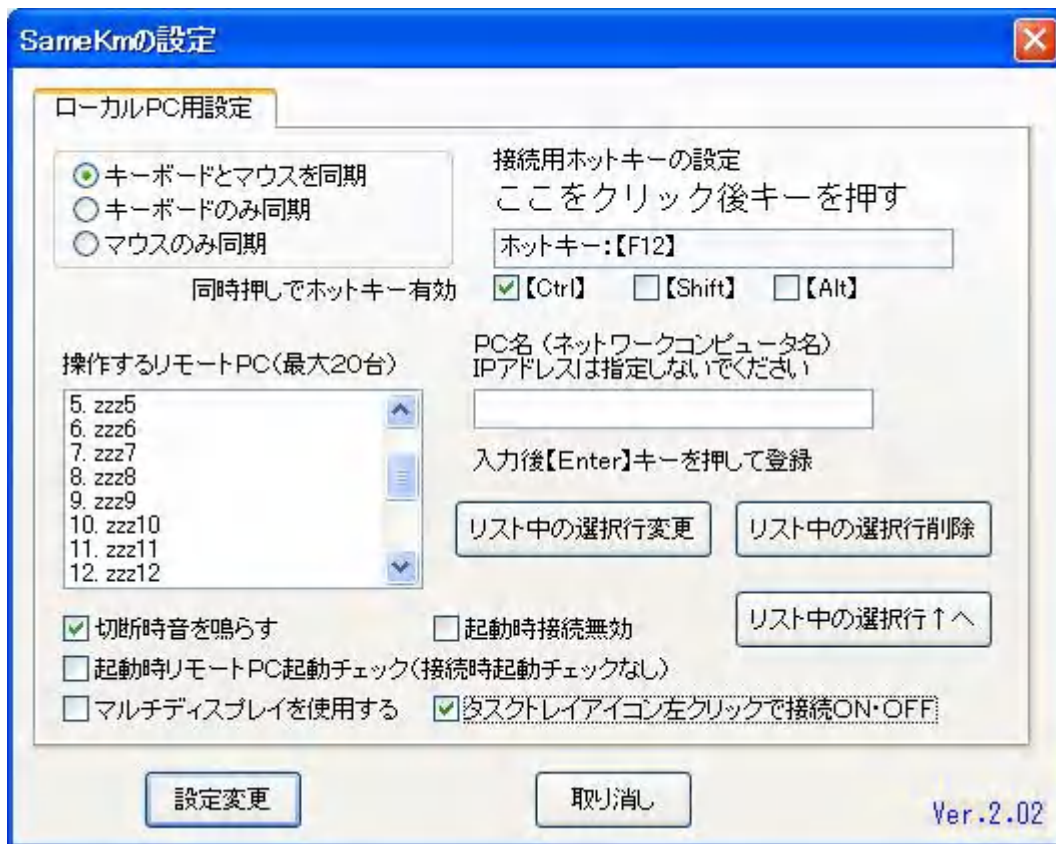 SameKmの設定
ローカルPC用設定
キーボードとマウスを同期
キーボードのみ同期
マウスのみ同期
接続用ホットキーの設定
ここをクリック後キーを押す
ホットキー:【F12】
同時押しでホットキー有効
【Ctrl】
【Shift】
【Alt】
操作するリモートPC(最大20台)
5. zzz5
6. zzz6
7. zzz7
8. zzz8
9. zzz9
10. zzz10
11. zzz11
12. zzz12
PC名（ネットワークコンピュータ名）
IPアドレスは指定しないでください
入力後【Enter】キーを押して登録
リスト中の選択行変更
リスト中の選択行削除
リスト中の選択行↑へ
切断時音を鳴らす
起動時接続無効
起動時リモートPC起動チェック(接続時起動チェックなし)
マルチディスプレイを使用する
タスクトレイアイコン左クリックで接続ON・OFF
設定変更
取り消し
Ver.2.02